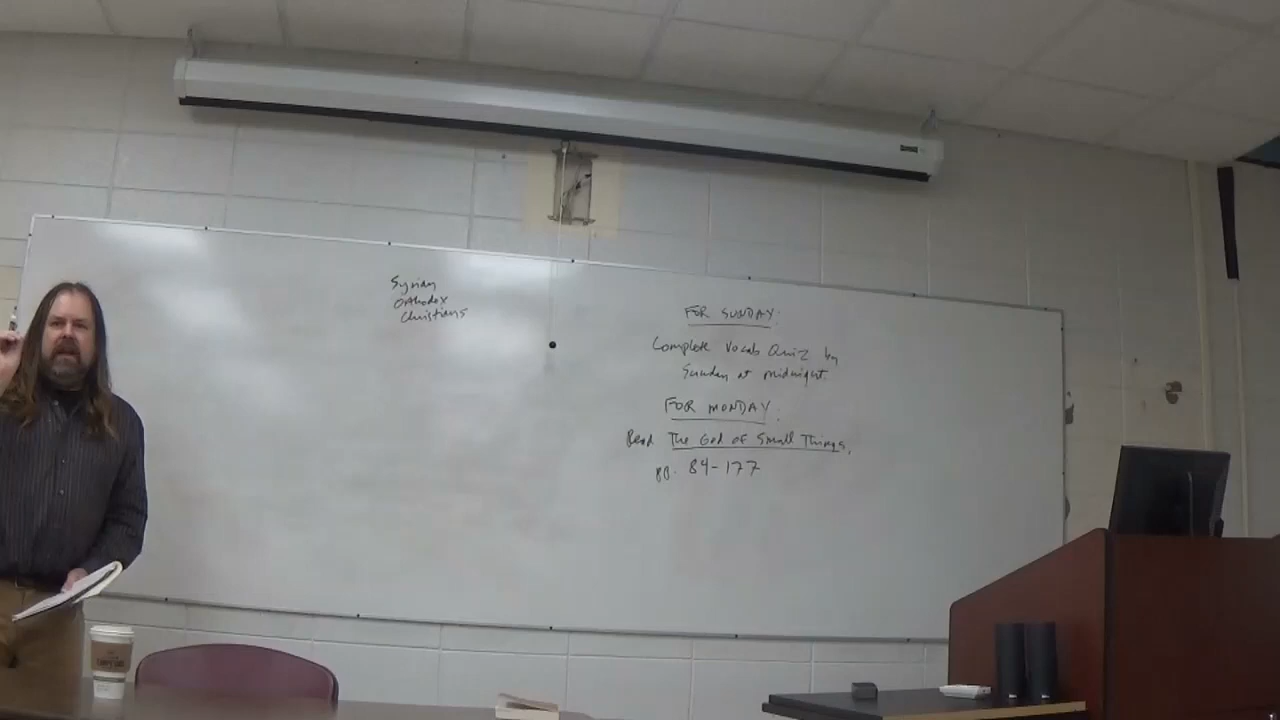 Syrian
Orthodox
Christians
FOR SUNDAY:
Complete Vocab Quiz by
Sunday at midnight.
FOR MONDAY:
Read The God of Small Things,
pp. 84-177